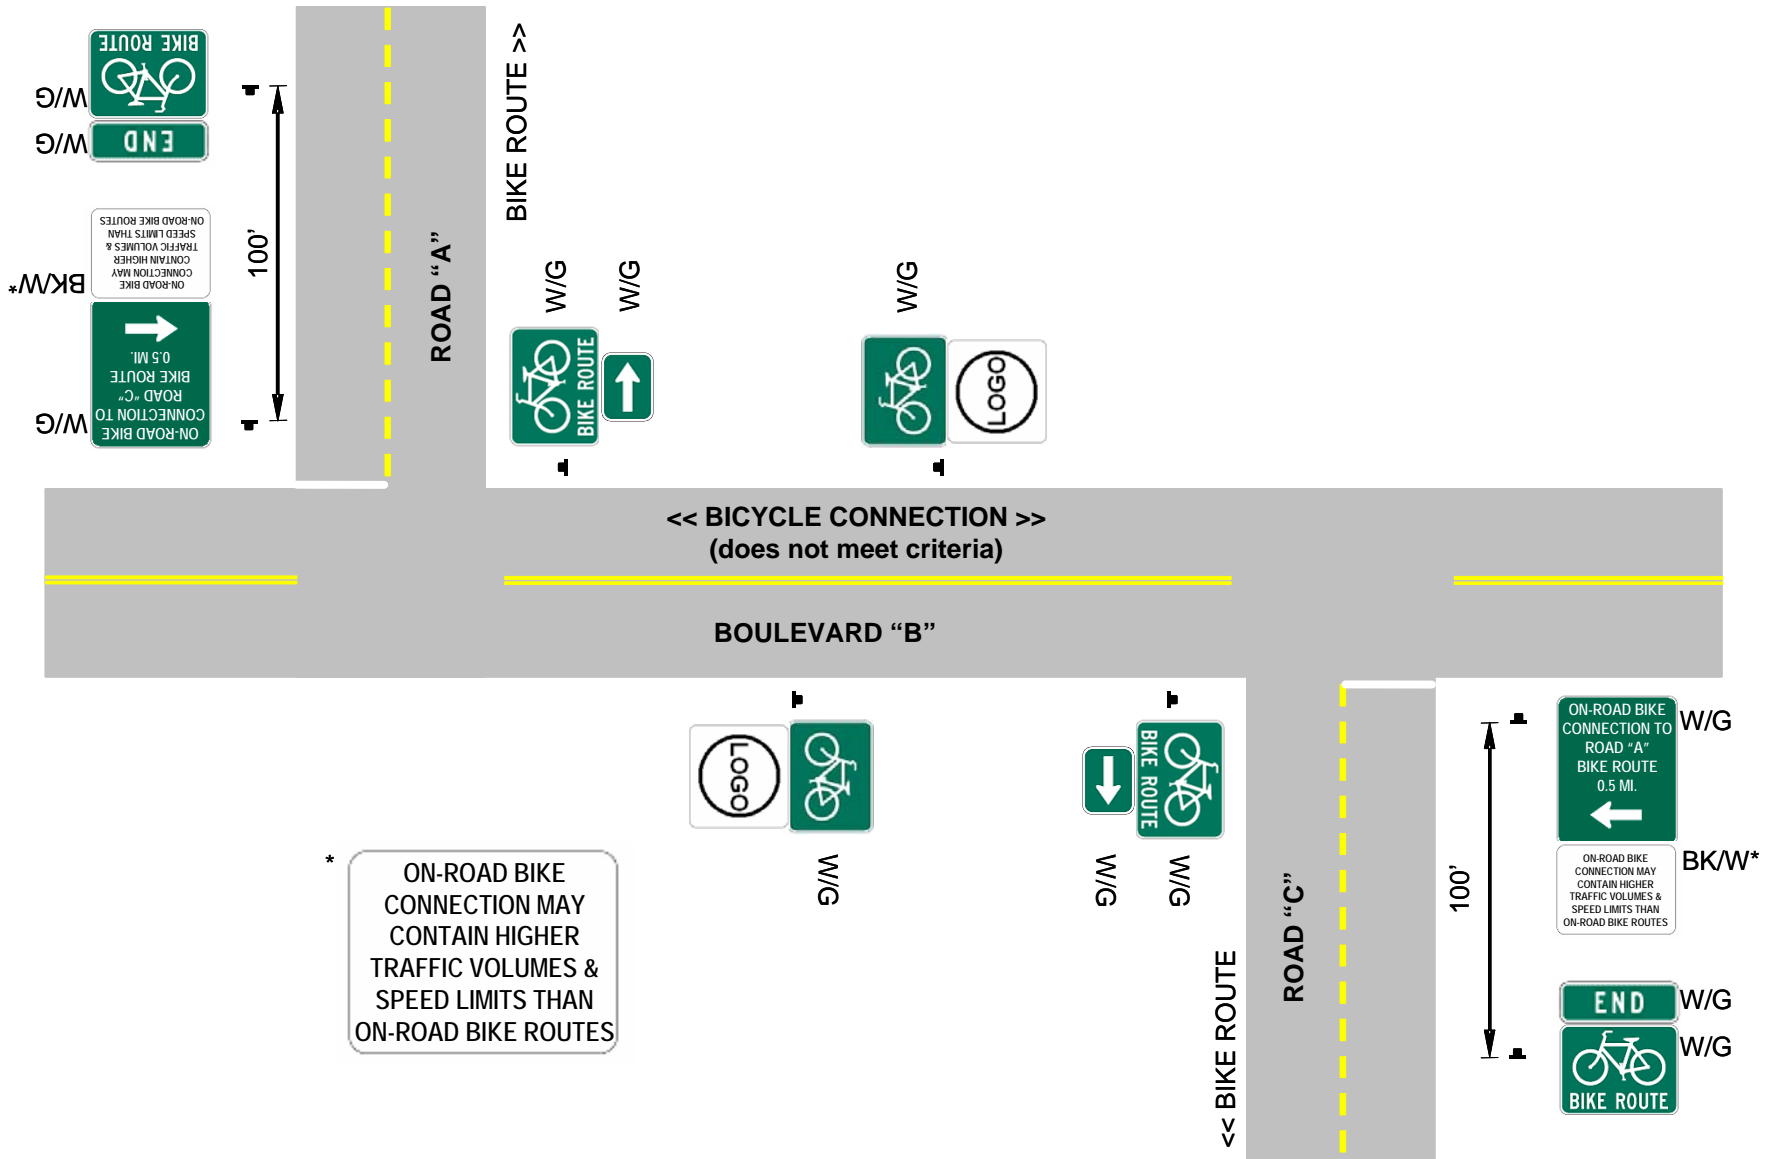 BIKE ROUTE
W/G
END
W/G
ON-ROAD BIKE
CONNECTION MAY
CONTAIN HIGHER
TRAFFIC VOLUMES &
SPEED LIMITS THAN
ON-ROAD BIKE ROUTES
BK/W*
ON-ROAD BIKE
CONNECTION TO
ROAD "C"
BIKE ROUTE
0.5 MI.
W/G
100'
BIKE ROUTE >>
ROAD “A”
W/G
W/G
BIKE ROUTE
W/G
LOGO
<< BICYCLE CONNECTION >>
(does not meet criteria)
BOULEVARD “B”
LOGO
W/G
BIKE ROUTE
W/G
W/G
<< BIKE ROUTE
ROAD “C”
100'
ON-ROAD BIKE
CONNECTION TO
ROAD "A"
BIKE ROUTE
0.5 MI.
W/G
ON-ROAD BIKE
CONNECTION MAY
CONTAIN HIGHER
TRAFFIC VOLUMES &
SPEED LIMITS THAN
ON-ROAD BIKE ROUTES
BK/W*
END
W/G
W/G
BIKE ROUTE
*
ON-ROAD BIKE
CONNECTION MAY
CONTAIN HIGHER
TRAFFIC VOLUMES &
SPEED LIMITS THAN
ON-ROAD BIKE ROUTES